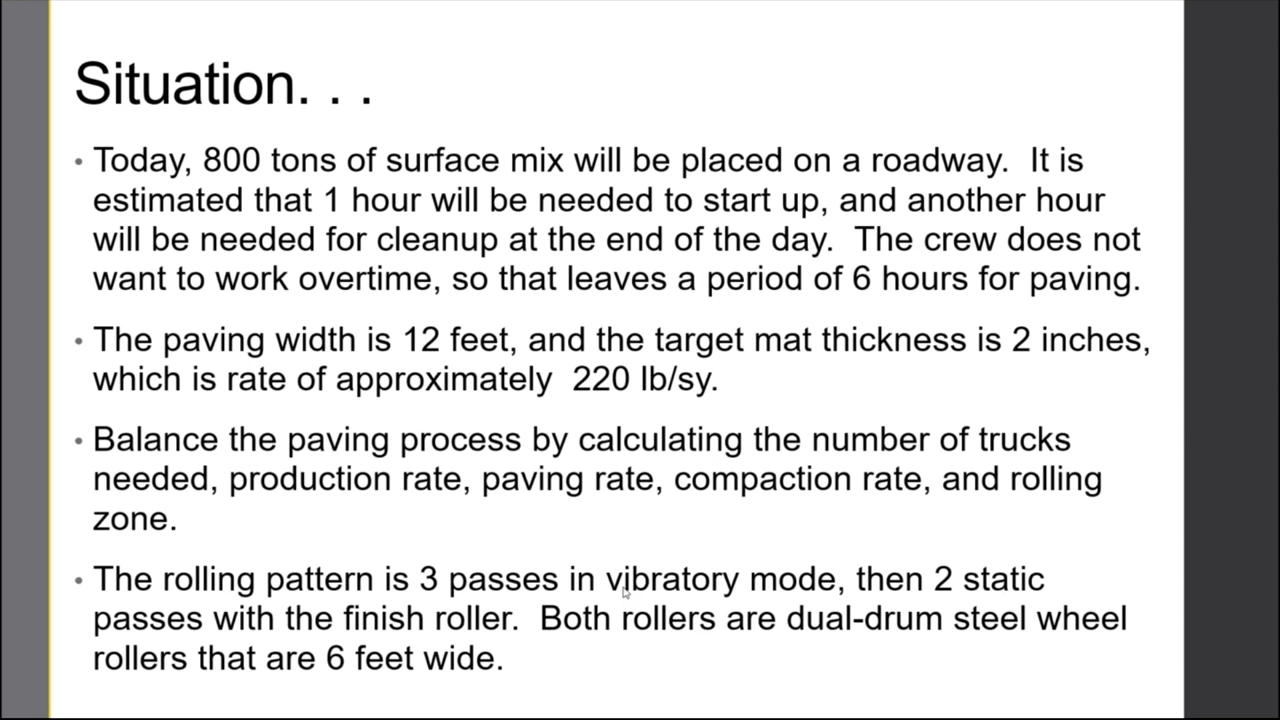 Situation. . .
• Today, 800 tons of surface mix will be placed on a roadway.  It is
estimated that 1 hour will be needed to start up, and another hour
will be needed for cleanup at the end of the day.  The crew does not
want to work overtime, so that leaves a period of 6 hours for paving.
• The paving width is 12 feet, and the target mat thickness is 2 inches,
which is rate of approximately  220 lb/sy.
• Balance the paving process by calculating the number of trucks
needed, production rate, paving rate, compaction rate, and rolling
zone.
• The rolling pattern is 3 passes in vibratory mode, then 2 static
passes with the finish roller.  Both rollers are dual-drum steel wheel
rollers that are 6 feet wide.